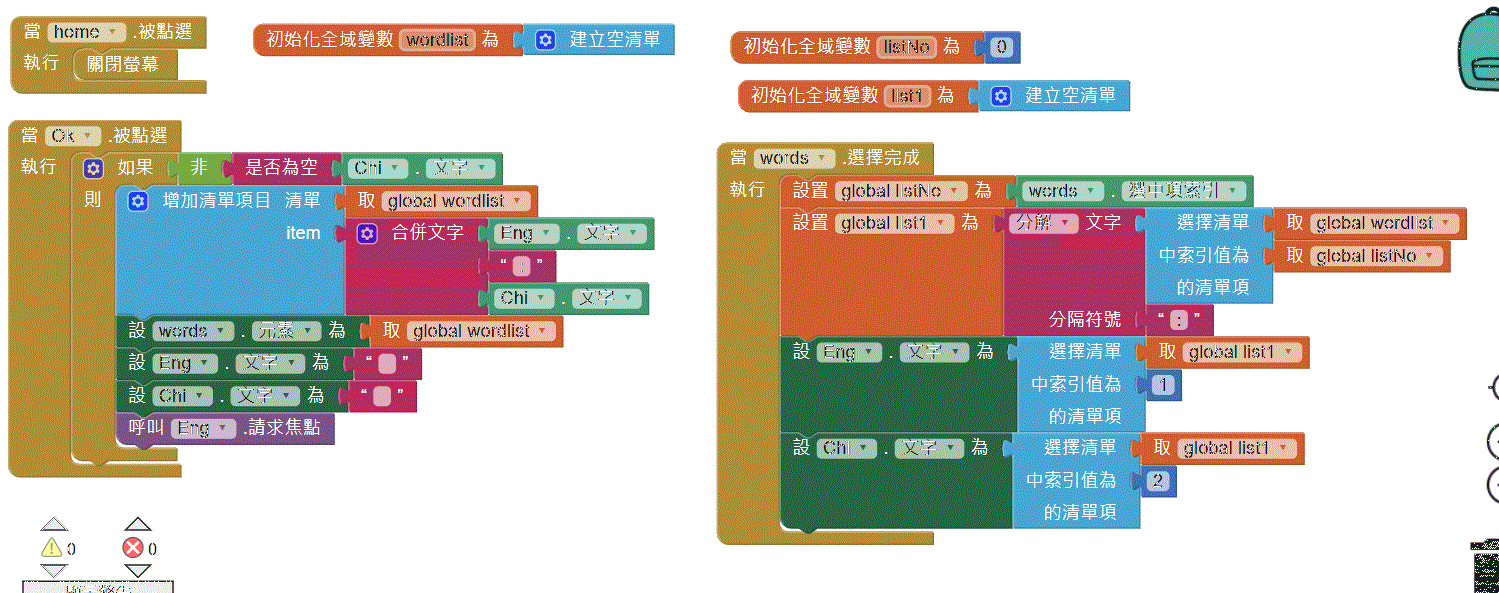 當 home .被點選
執行 關閉螢幕
初始化全域變數 wordlist 為 建立空清單
當 Ok .被點選
執行 如果 非 是否為空 Chi . 文字
則 增加清單項目 清單 取 global wordlist
item 合併文字 Eng . 文字
“ : ”
Chi . 文字
設 words . 元素 為 取 global wordlist
設 Eng . 文字 為 “ ”
設 Chi . 文字 為 “ ”
呼叫 Eng .請求焦點
0 0
初始化全域變數 listNo 為 0
初始化全域變數 list1 為 建立空清單
當 words .選擇完成
執行 設置 global listNo 為 words . 選中項索引
設置 global list1 為 分解 文字 選擇清單 取 global wordlist
中索引值為 取 global listNo
的清單項
分隔符號 “ : ”
設 Eng . 文字 為 選擇清單 取 global list1
中索引值為 1
的清單項
設 Chi . 文字 為 選擇清單 取 global list1
中索引值為 2
的清單項